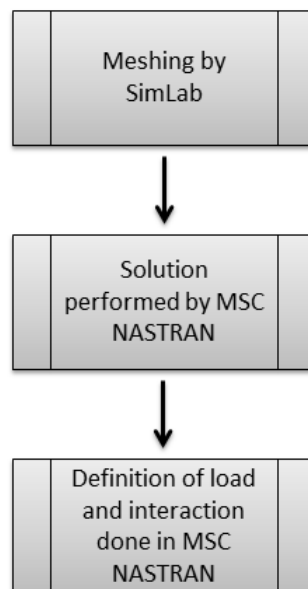 Meshing by
SimLab
Solution
performed by MSC
NASTRAN
Definition of load
and interaction
done in MSC
NASTRAN